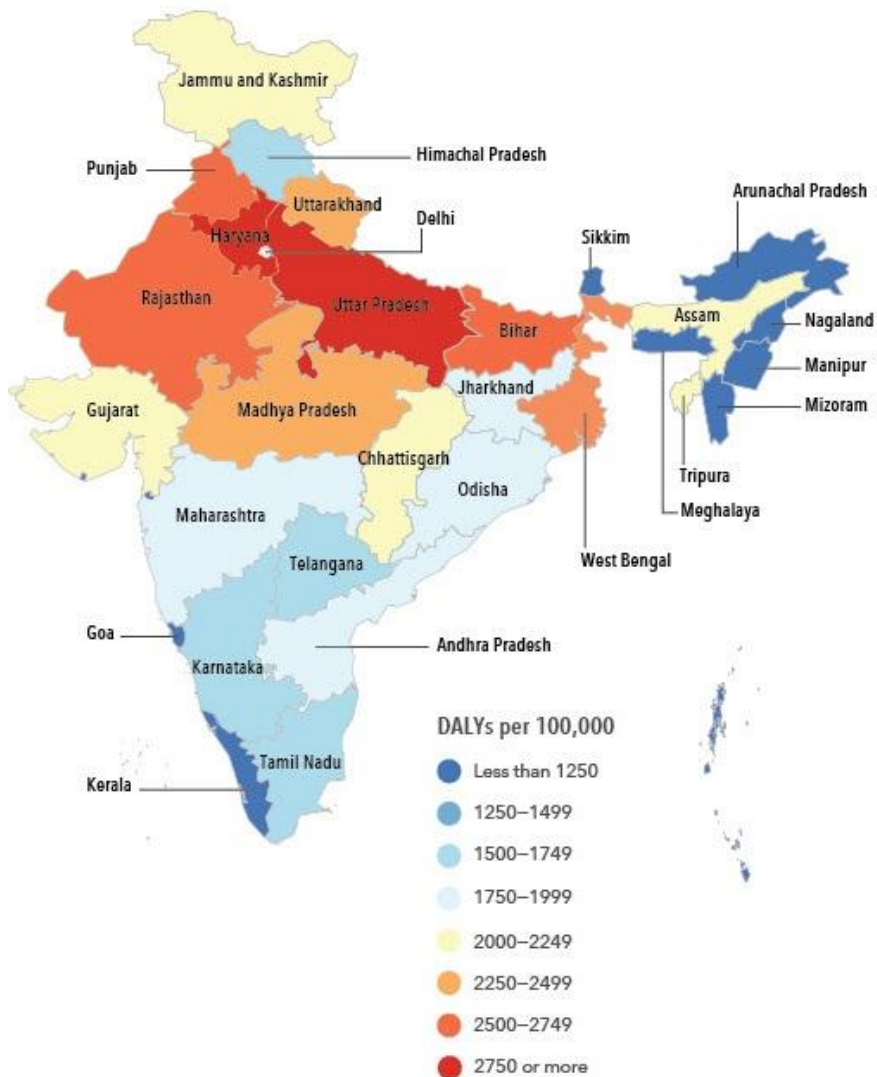 Jammu and Kashmir
Himachal Pradesh
Punjab
Arunachal Pradesh
Uttarakhand
Delhi
Sikkim
Haryana
Rajasthan
Uttar Pradesh
Assam
Nagaland
Bihar
Manipur
Jharkhand
Gujarat
Madhya Pradesh
Mizoram
Chhattisgarh
Tripura
Odisha
Meghalaya
Maharashtra
West Bengal
Telangana
Goa
Andhra Pradesh
Karnataka
DALYs per 100,000
Tamil Nadu
Less than 1250
Kerala
1250–1499
1500–1749
1750–1999
2000–2249
2250–2499
2500–2749
2750 or more